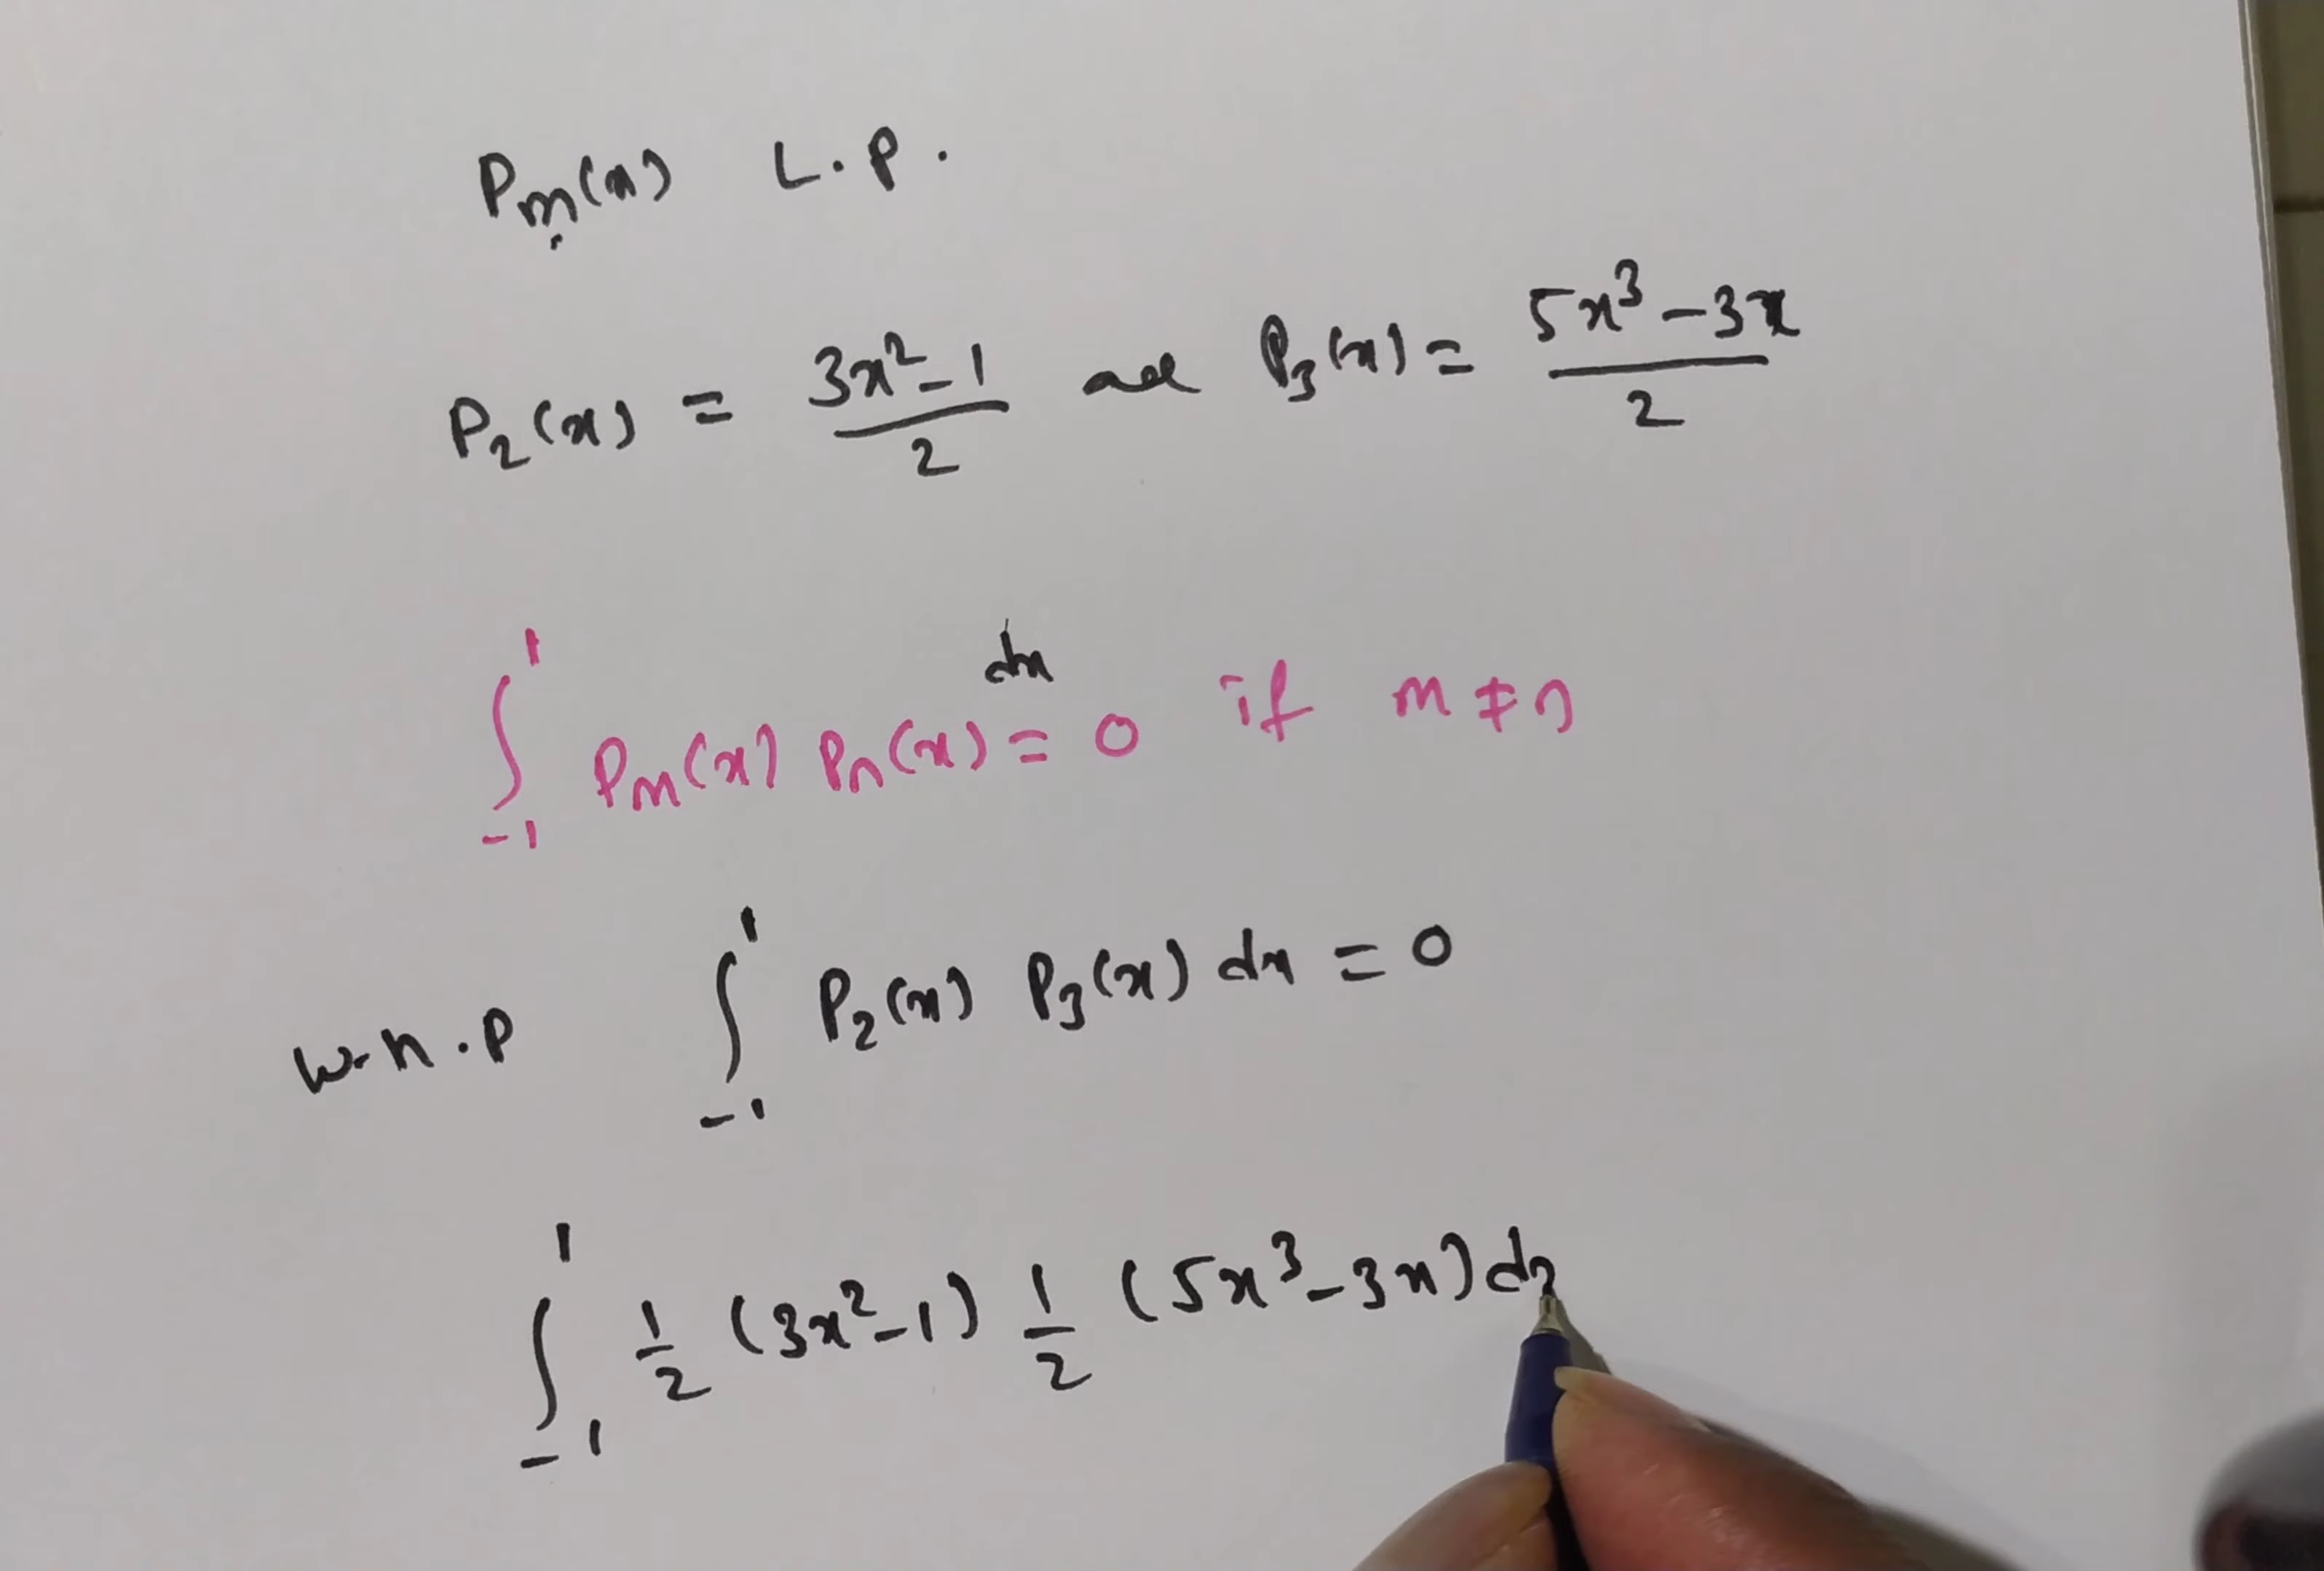 Pm(x) L.P.
P₂(x) = (3x² - 1)/2 and P₃(x) = (5x³ - 3x)/2
∫₋₁¹ Pm(x) Pn(x) dx = 0 if m ≠ n
∫₋₁¹ P₂(x) P₃(x) dx = 0
∫₋₁¹ 1/2 (3x² - 1) 1/2 (5x³ - 3x) dx